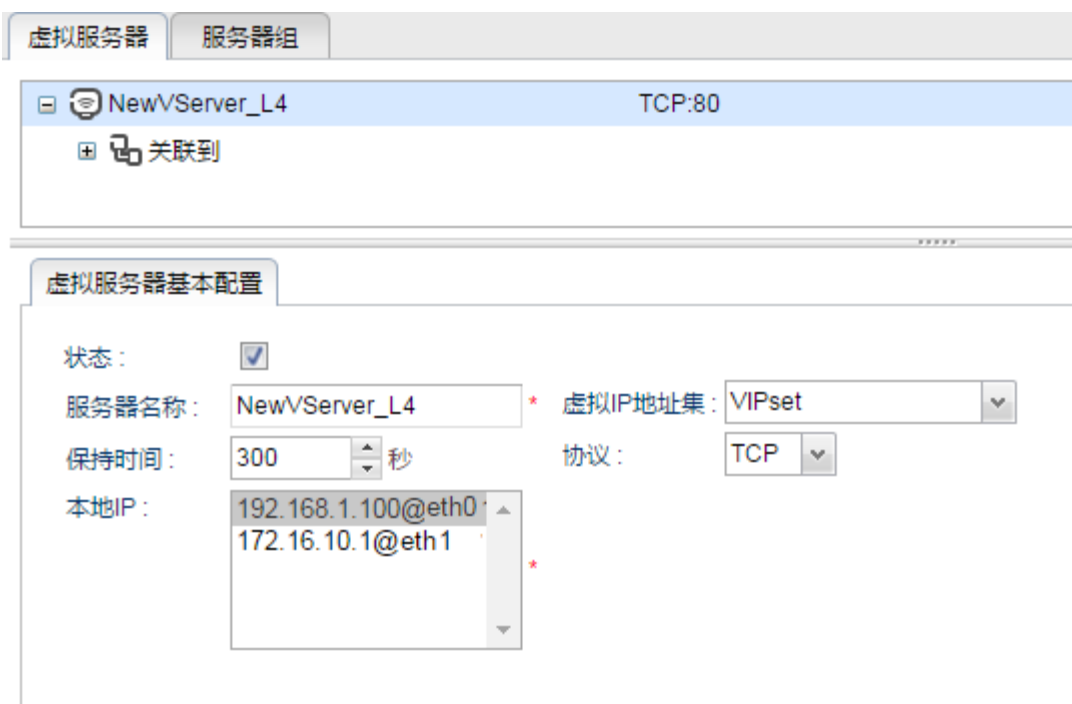 虚拟服务器 服务器组
NewVServer_L4 TCP:80
关联到
虚拟服务器基本配置
状态 :
服务器名称 : NewVServer_L4 * 虚拟IP地址集 : VIPset
保持时间 : 300 秒 协议 : TCP
本地IP : 192.168.1.100@eth0
172.16.10.1@eth1
*